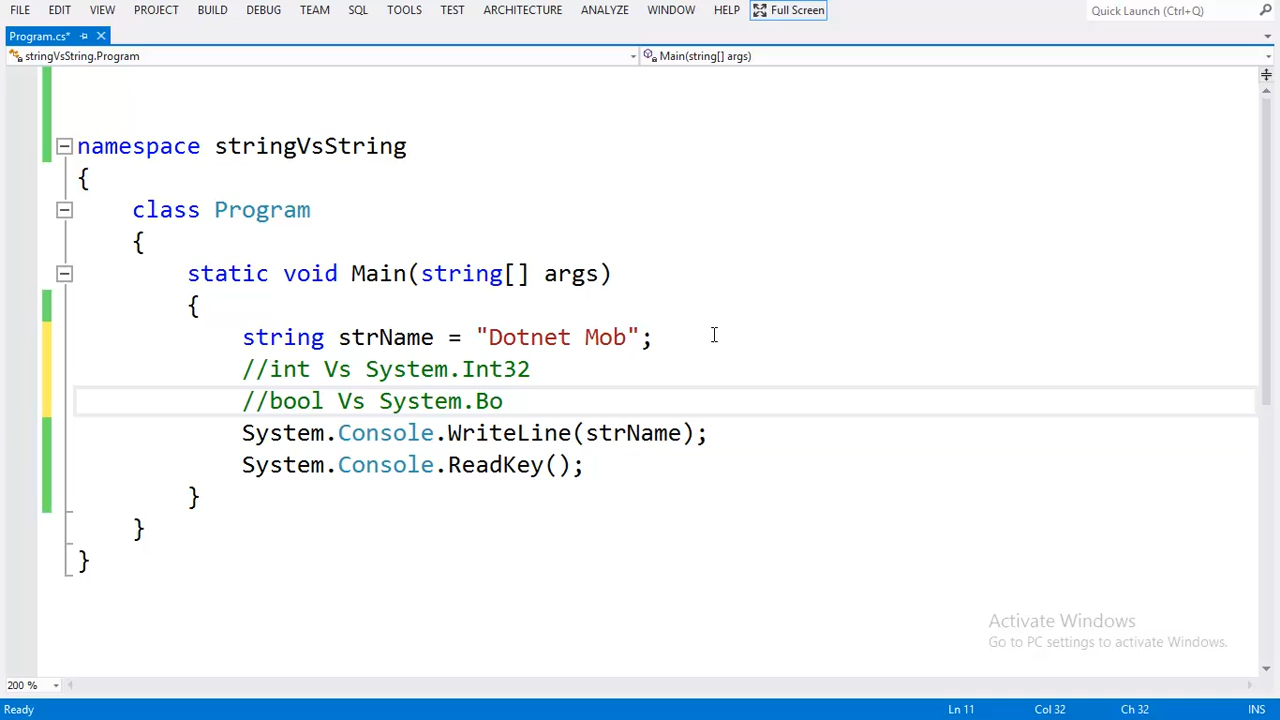 FILE EDIT VIEW PROJECT BUILD DEBUG TEAM SQL TOOLS TEST ARCHITECTURE ANALYZE WINDOW HELP Full Screen Quick Launch (Ctrl+Q)
Program.cs*
stringVsString.Program Main(string[] args)
namespace stringVsString
{
class Program
{
static void Main(string[] args)
{
string strName = "Dotnet Mob";
//int Vs System.Int32
//bool Vs System.Bo
System.Console.WriteLine(strName);
System.Console.ReadKey();
}
}
}
Activate Windows
Go to PC settings to activate Windows.
200 %
Ready Ln 11 Col 32 Ch 32 INS